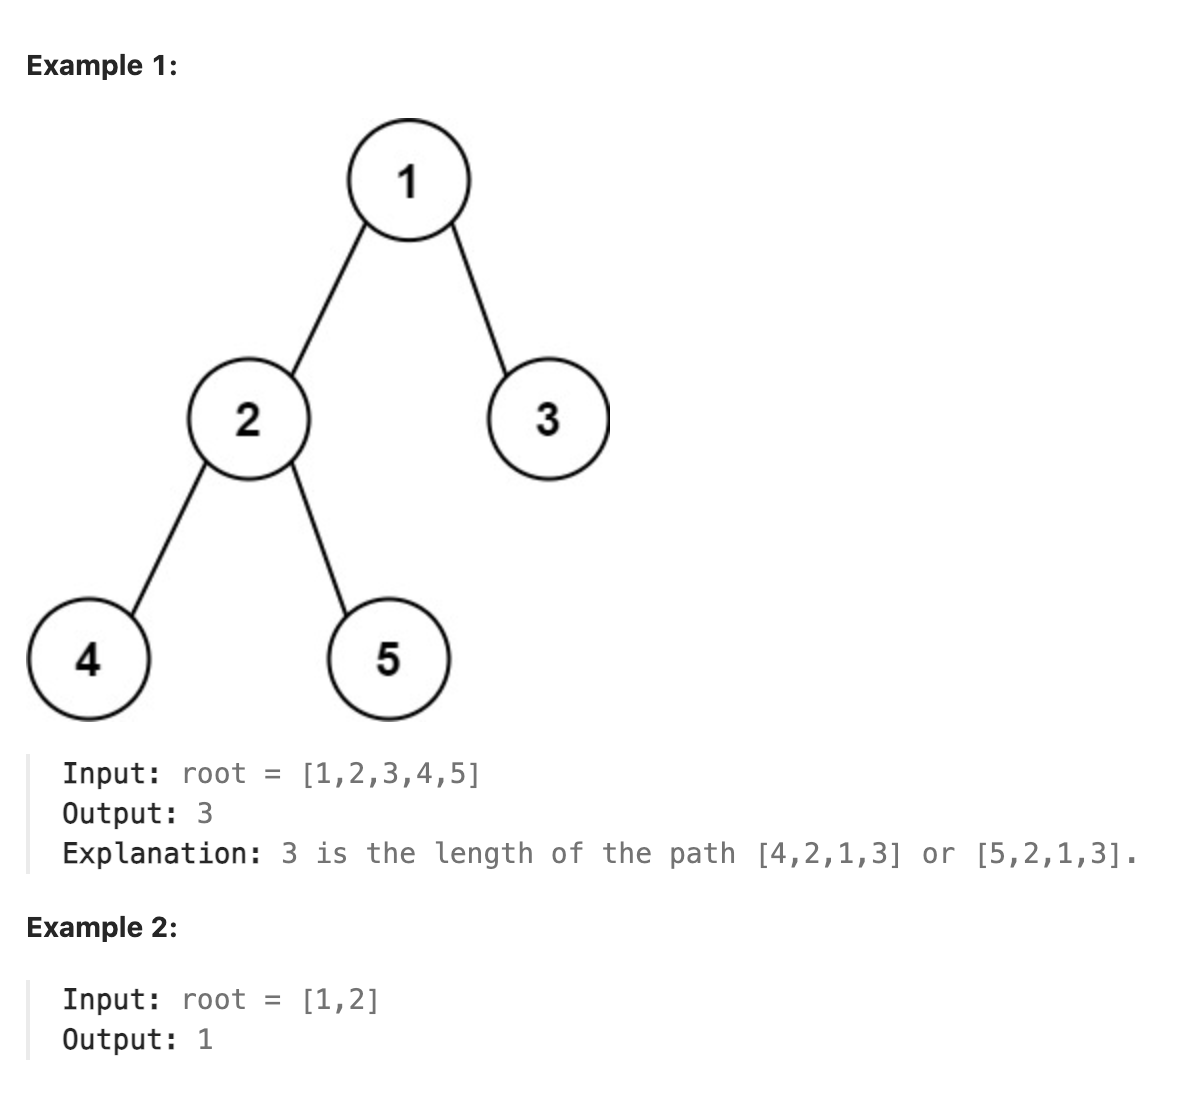 Example 1:
1
2
3
4
5
Input: root = [1,2,3,4,5]
Output: 3
Explanation: 3 is the length of the path [4,2,1,3] or [5,2,1,3].
Example 2:
Input: root = [1,2]
Output: 1